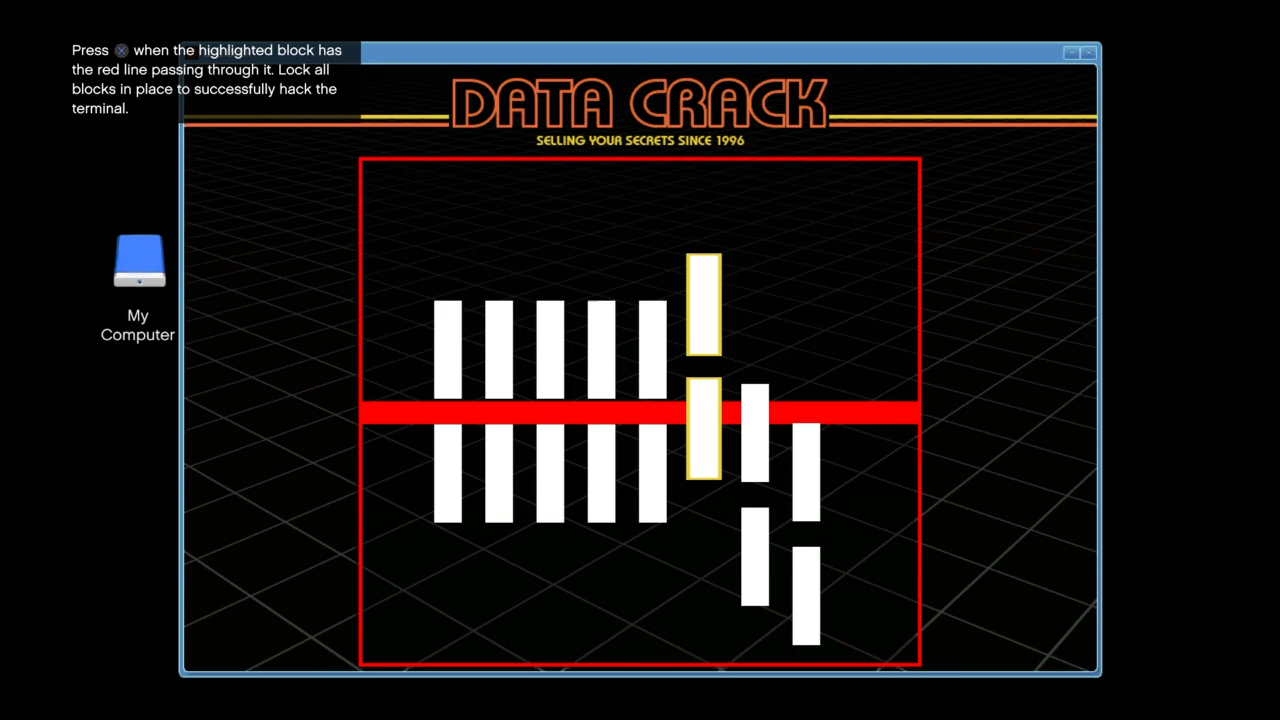 Press ⓧ when the highlighted block has
the red line passing through it. Lock all
blocks in place to successfully hack the
terminal.
DATA CRACK
SELLING YOUR SECRETS SINCE 1996
My
Computer